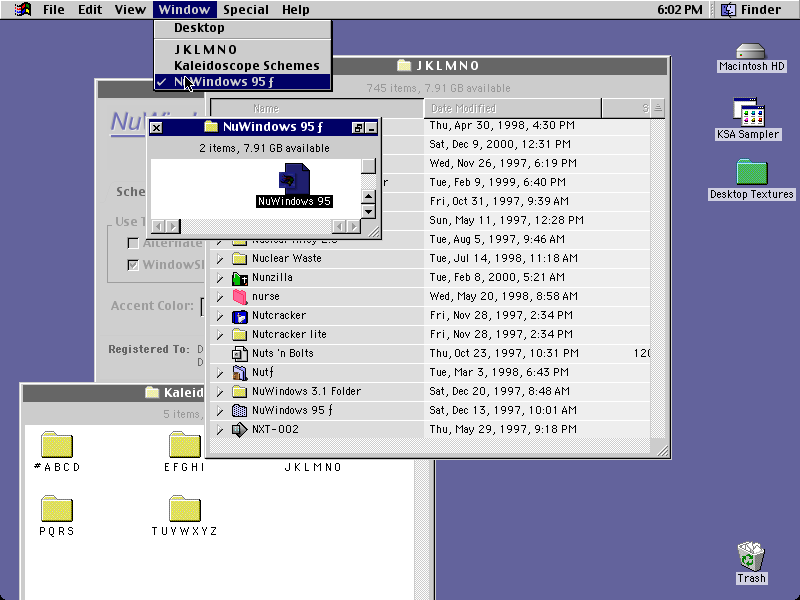 File Edit View Window Special Help 6:02 PM Finder
Desktop
J K L M N O
Kaleidoscope Schemes
✓ NuWindows 95 ƒ
J K L M N O
745 items, 7.91 GB available
Name Date Modified S
Thu, Apr 30, 1998, 4:30 PM
Sat, Dec 9, 2000, 12:31 PM
Wed, Nov 26, 1997, 6:19 PM
Tue, Feb 9, 1999, 6:40 PM
Fri, Oct 31, 1997, 9:39 AM
Sun, May 11, 1997, 12:28 PM
Tue, Aug 5, 1997, 9:46 AM
Nuclear Waste Tue, Jul 14, 1998, 11:18 AM
Nunzilla Tue, Feb 8, 2000, 5:21 AM
nurse Wed, May 20, 1998, 8:58 AM
Nutcracker Fri, Nov 28, 1997, 2:34 PM
Nutcracker lite Fri, Nov 28, 1997, 2:34 PM
Nuts 'n Bolts Thu, Oct 23, 1997, 10:31 PM 120
Nutƒ Tue, Mar 3, 1998, 6:43 PM
NuWindows 3.1 Folder Sat, Dec 20, 1997, 8:48 AM
NuWindows 95 ƒ Sat, Dec 13, 1997, 10:01 AM
NXT-002 Thu, May 29, 1997, 9:18 PM
NuWindows 95 ƒ
2 items, 7.91 GB available
NuWindows 95
NuWin
Sche
Use T
Alternate
WindowSh
Accent Color:
Registered To: D
D
Kaleid
5 items,
#ABCD
EFGHI
JKLMNO
PQRS
TUVWXYZ
Macintosh HD
KSA Sampler
Desktop Textures
Trash